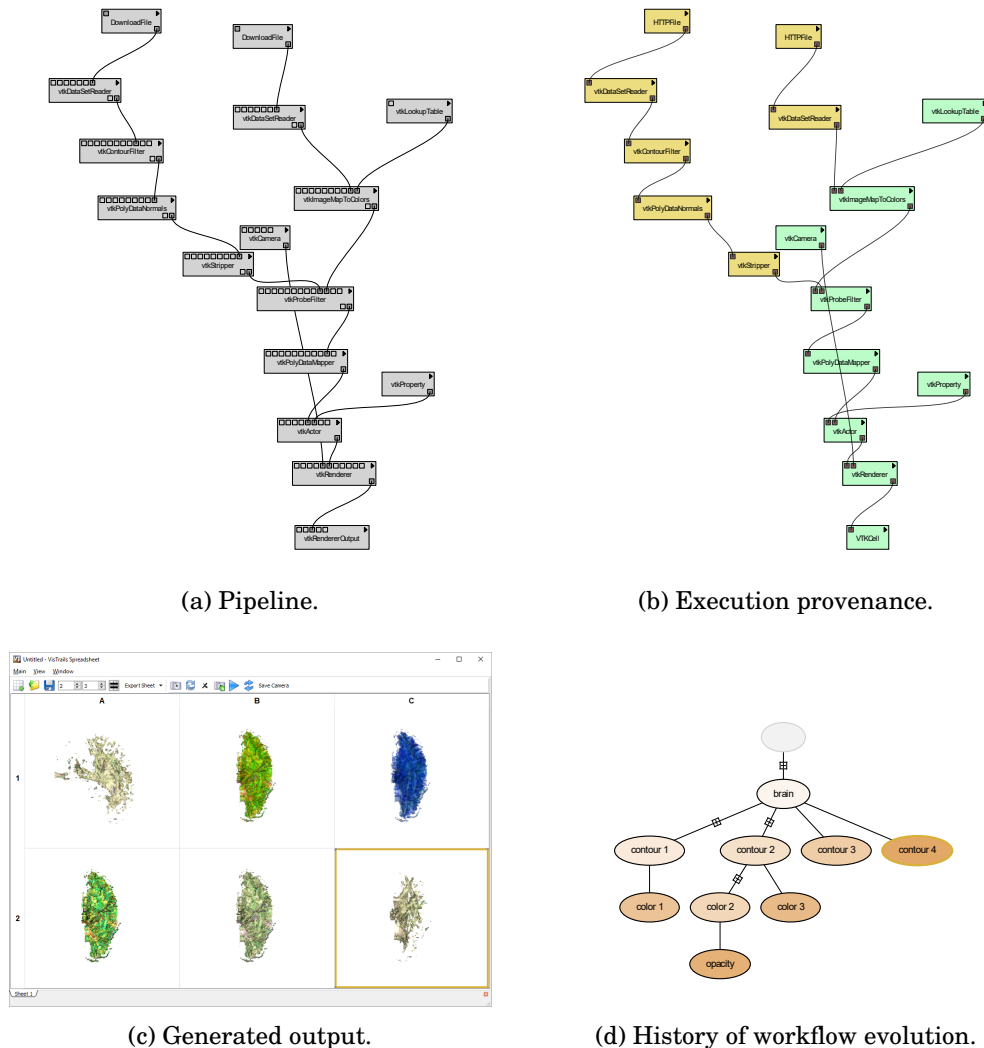 DownloadFile
DownloadFile
vtkDataSetReader
vtkDataSetReader
vtkLookupTable
vtkContourFilter
vtkPolyDataNormals
vtkImageMapToColors
vtkCamera
vtkStripper
vtkProbeFilter
vtkPolyDataMapper
vtkProperty
vtkActor
vtkRenderer
vtkRendererOutput
(a) Pipeline.
HTTPFile
HTTPFile
vtkDataSetReader
vtkDataSetReader
vtkLookupTable
vtkContourFilter
vtkPolyDataNormals
vtkImageMapToColors
vtkCamera
vtkStripper
vtkProbeFilter
vtkPolyDataMapper
vtkProperty
vtkActor
vtkRenderer
VTKCell
(b) Execution provenance.
Untitled - VisTrails Spreadsheet
Main View Window
2 3 Export Sheet Save Camera
A B C
1
2
Sheet 1
(c) Generated output.
brain
contour 1 contour 2 contour 3 contour 4
color 1 color 2 color 3
opacity
(d) History of workflow evolution.